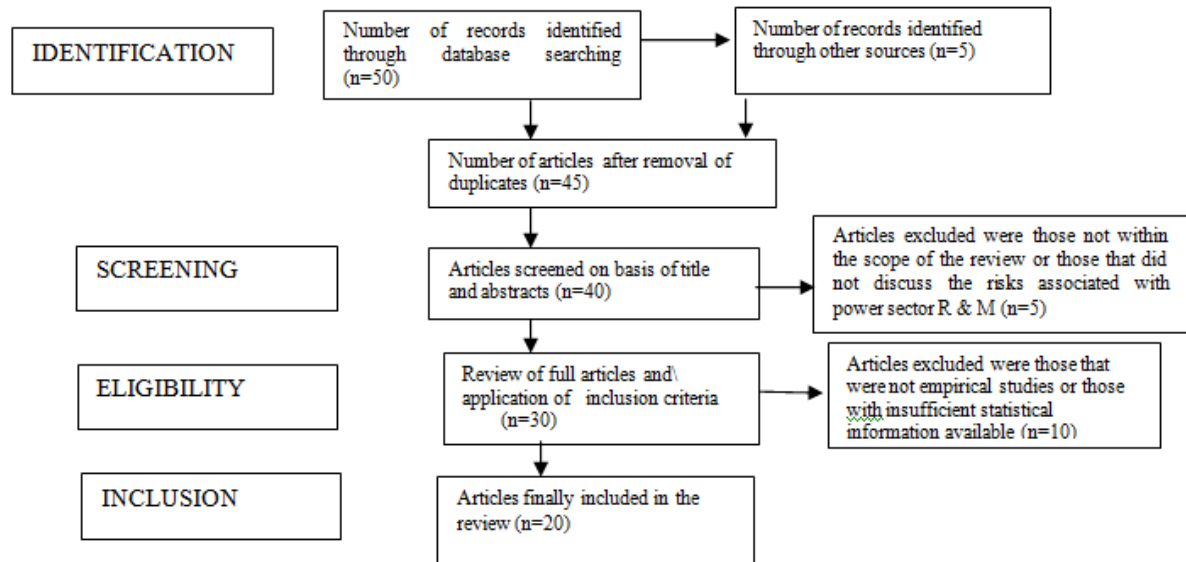 IDENTIFICATION
Number of records identified
through database searching
(n=50)
Number of records identified
through other sources (n=5)
Number of articles after removal of
duplicates (n=45)
SCREENING
Articles screened on basis of title
and abstracts (n=40)
Articles excluded were those not within
the scope of the review or those that did
not discuss the risks associated with
power sector R & M (n=5)
ELIGIBILITY
Review of full articles and\
application of inclusion criteria
(n=30)
Articles excluded were those that
were not empirical studies or those
with insufficient statistical
information available (n=10)
INCLUSION
Articles finally included in the
review (n=20)